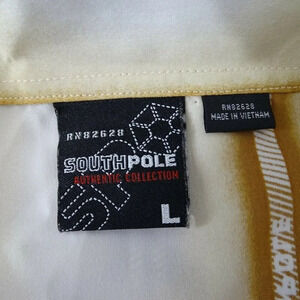 RN82628
SOUTHPOLE
AUTHENTIC COLLECTION
L
RN82628
MADE IN VIETNAM